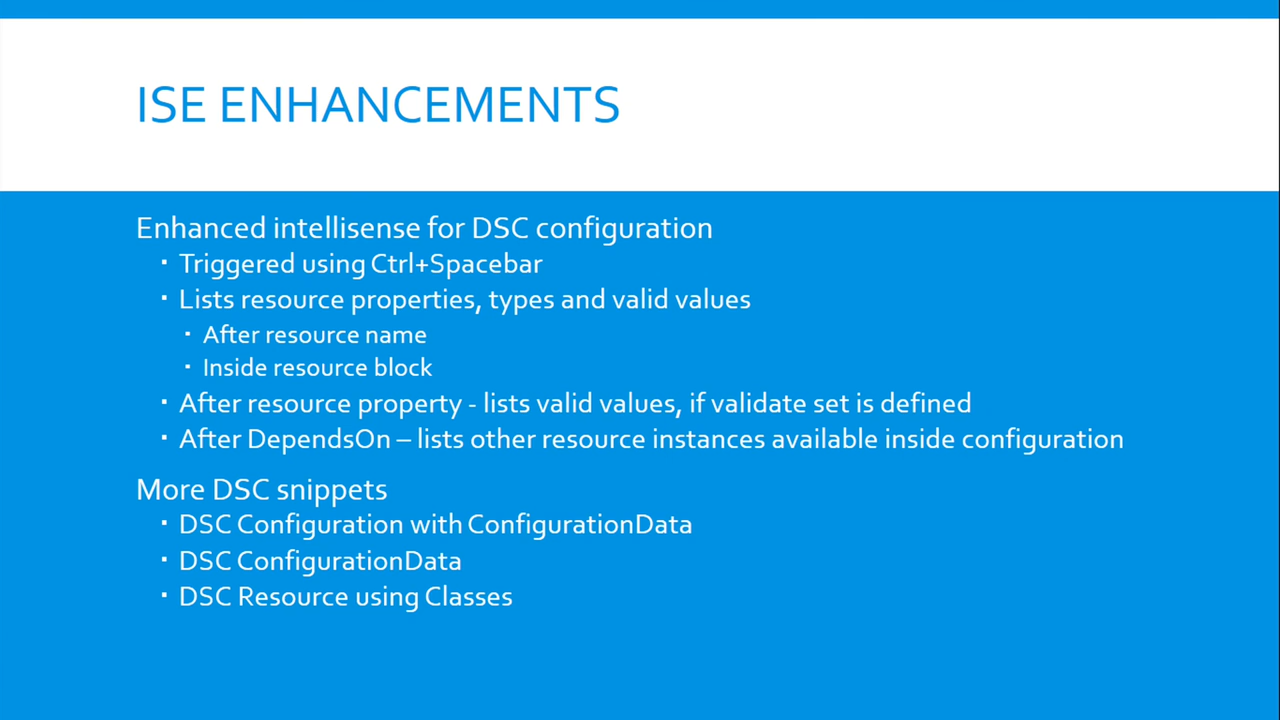 ISE ENHANCEMENTS
Enhanced intellisense for DSC configuration
▪ Triggered using Ctrl+Spacebar
▪ Lists resource properties, types and valid values
▪ After resource name
▪ Inside resource block
▪ After resource property - lists valid values, if validate set is defined
▪ After DependsOn – lists other resource instances available inside configuration
More DSC snippets
▪ DSC Configuration with ConfigurationData
▪ DSC ConfigurationData
▪ DSC Resource using Classes